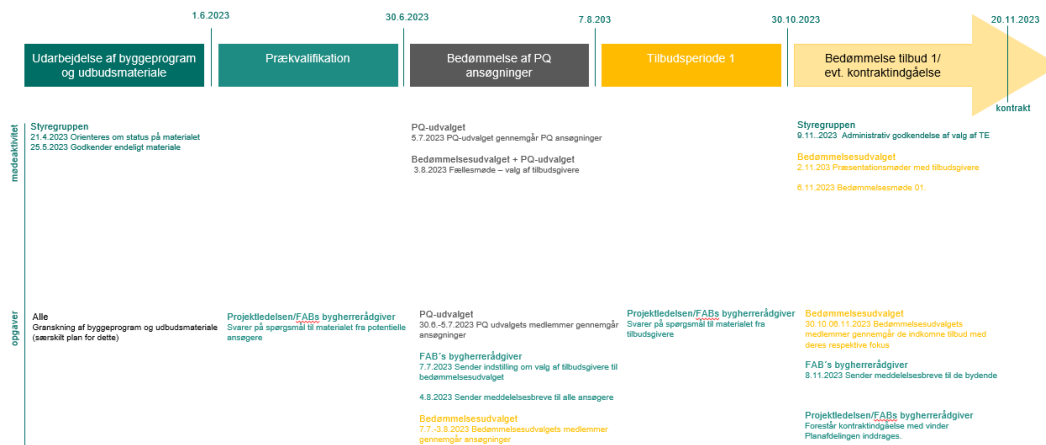 1.6.2023
30.6.2023
7.8.203
30.10.2023
20.11.2023
Udarbejdelse af byggeprogram
og udbudsmateriale
Prækvalifikation
Bedømmelse af PQ
ansøgninger
Tilbudsperiode 1
Bedømmelse tilbud 1/
evt. kontraktindgåelse
kontrakt
mødeaktivitet
Styregruppen
21.4.2023 Orienteres om status på materialet
25.5.2023 Godkender endeligt materiale
PQ-udvalget
5.7.2023 PQ-udvalget gennemgår PQ ansøgninger
Bedømmelsesudvalget + PQ-udvalget
3.8.2023 Fællesmøde – valg af tilbudsgivere
Styregruppen
9.11..2023 Administrativ godkendelse af valg af TE
Bedømmelsesudvalget
2.11.203 Præsentationsmøder med tilbudsgivere
6.11.2023 Bedømmelsesmøde 01.
opgaver
Alle
Granskning af byggeprogram og udbudsmateriale
(særskilt plan for dette)
Projektledelsen/FABs bygherrerådgiver
Svarer på spørgsmål til materialet fra potentielle
ansøgere
PQ-udvalget
30.6.-5.7.2023 PQ udvalgets medlemmer gennemgår
ansøgninger
FAB´s bygherrerådgiver
7.7.2023 Sender indstilling om valg af tilbudsgivere til
bedømmelsesudvalget
4.8.2023 Sender meddelelsesbreve til alle ansøgere
Bedømmelsesudvalget
7.7.-3.8.2023 Bedømmelsesudvalgets medlemmer
gennemgår ansøgninger
Projektledelsen/FABs bygherrerådgiver
Svarer på spørgsmål til materialet fra
tilbudsgivere
Bedømmelsesudvalget
30.10.06.11.2023 Bedømmelsesudvalgets
medlemmer gennemgår de indkomne tilbud med
deres respektive fokus
FAB´s bygherrerådgiver
8.11.2023 Sender meddelelsesbreve til de bydende
Projektledelsen/FABs bygherrerådgiver
Forestår kontraktindgåelse med vinder
Planafdelingen inddrages.